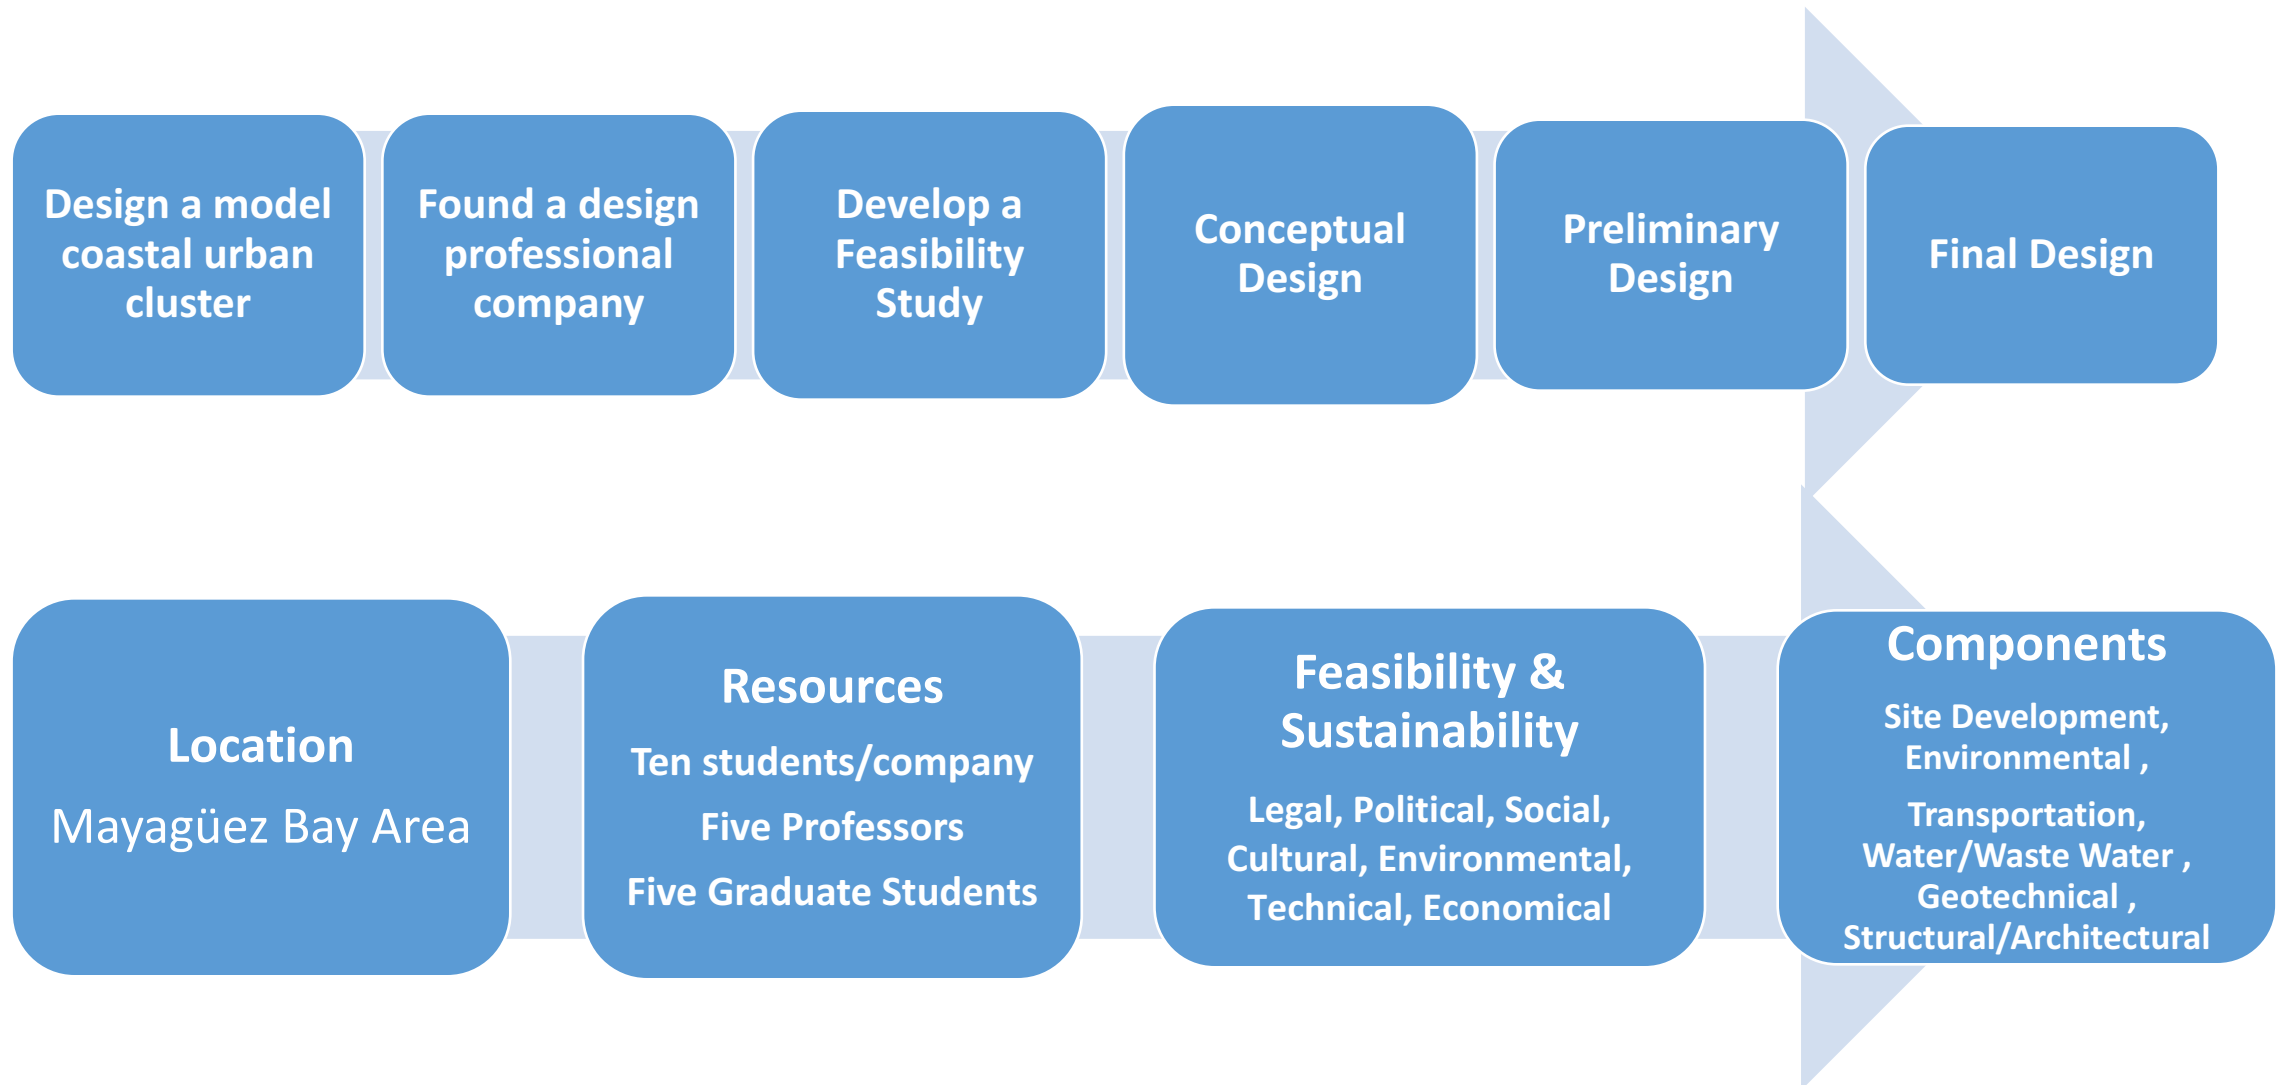 Design a model
coastal urban
cluster
Found a design
professional
company
Develop a
Feasibility
Study
Conceptual
Design
Preliminary
Design
Final Design
Location
Mayagüez Bay Area
Resources
Ten students/company
Five Professors
Five Graduate Students
Feasibility &
Sustainability
Legal, Political, Social,
Cultural, Environmental,
Technical, Economical
Components
Site Development,
Environmental ,
Transportation,
Water/Waste Water ,
Geotechnical ,
Structural/Architectural